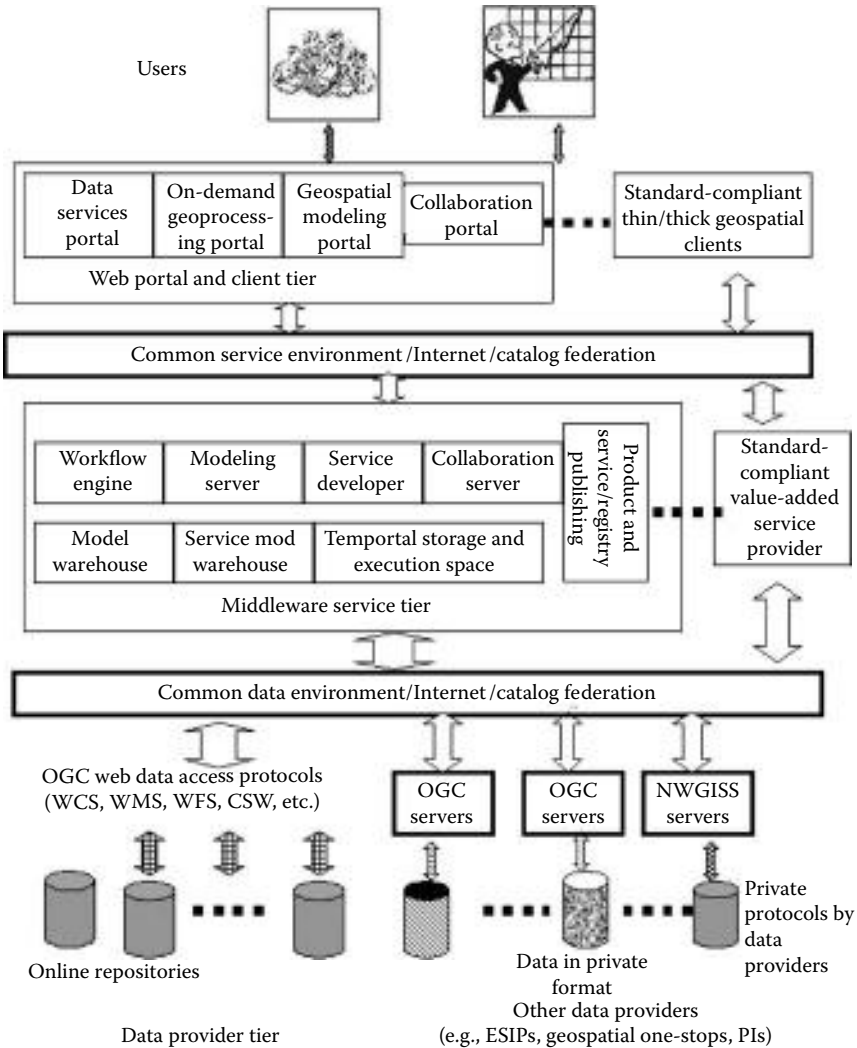 Users
Data
services
portal
On-demand
geoprocess-
ing portal
Geospatial
modeling
portal
Collaboration
portal
Standard-compliant
thin/thick geospatial
clients
Web portal and client tier
Common service environment/Internet/catalog federation
Workflow
engine
Modeling
server
Service
developer
Collaboration
server
Product and
service/registry
publishing
Standard-
compliant
value-added
service
provider
Model
warehouse
Service mod
warehouse
Temportal storage and
execution space
Middleware service tier
Common data environment/Internet/catalog federation
OGC web data access protocols
(WCS, WMS, WFS, CSW, etc.)
OGC
servers
OGC
servers
NWGISS
servers
Online repositories
Private
protocols by
data
providers
Data in private
format
Other data providers
(e.g., ESIPs, geospatial one-stops, PIs)
Data provider tier